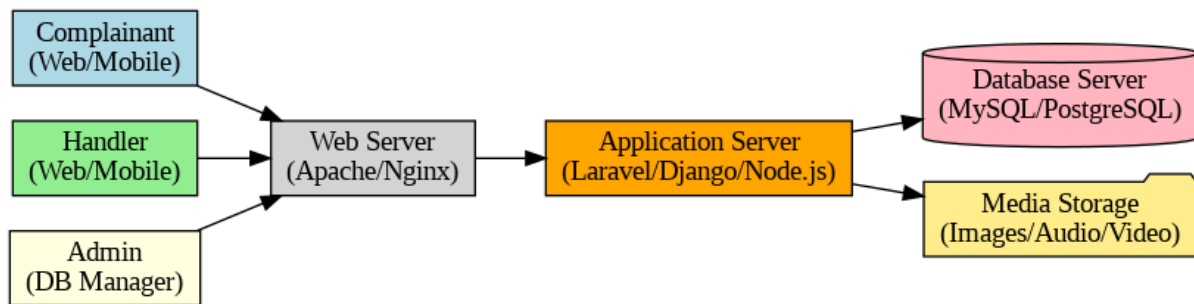 Complainant
(Web/Mobile)
Handler
(Web/Mobile)
Admin
(DB Manager)
Web Server
(Apache/Nginx)
Application Server
(Laravel/Django/Node.js)
Database Server
(MySQL/PostgreSQL)
Media Storage
(Images/Audio/Video)